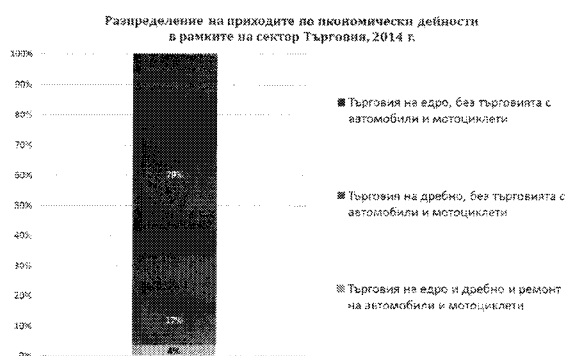 Разпределение на приходите по икономически дейности
в рамките на сектор Търговия, 2014 г.
100%
90%
80%
70%
60%
50%
40%
30%
20%
10%
0%
79%
17%
4%
Търговия на едро, без търговията с
автомобили и мотоциклети
Търговия на дребно, без търговията с
автомобили и мотоциклети
Търговия на едро и дребно и ремонт
на автомобили и мотоциклети